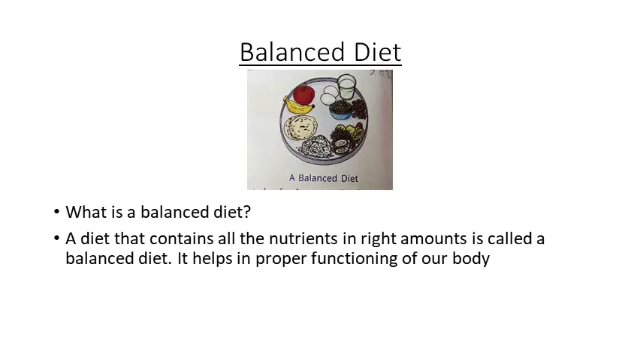 Balanced Diet
A Balanced Diet
• What is a balanced diet?
• A diet that contains all the nutrients in right amounts is called a
balanced diet. It helps in proper functioning of our body